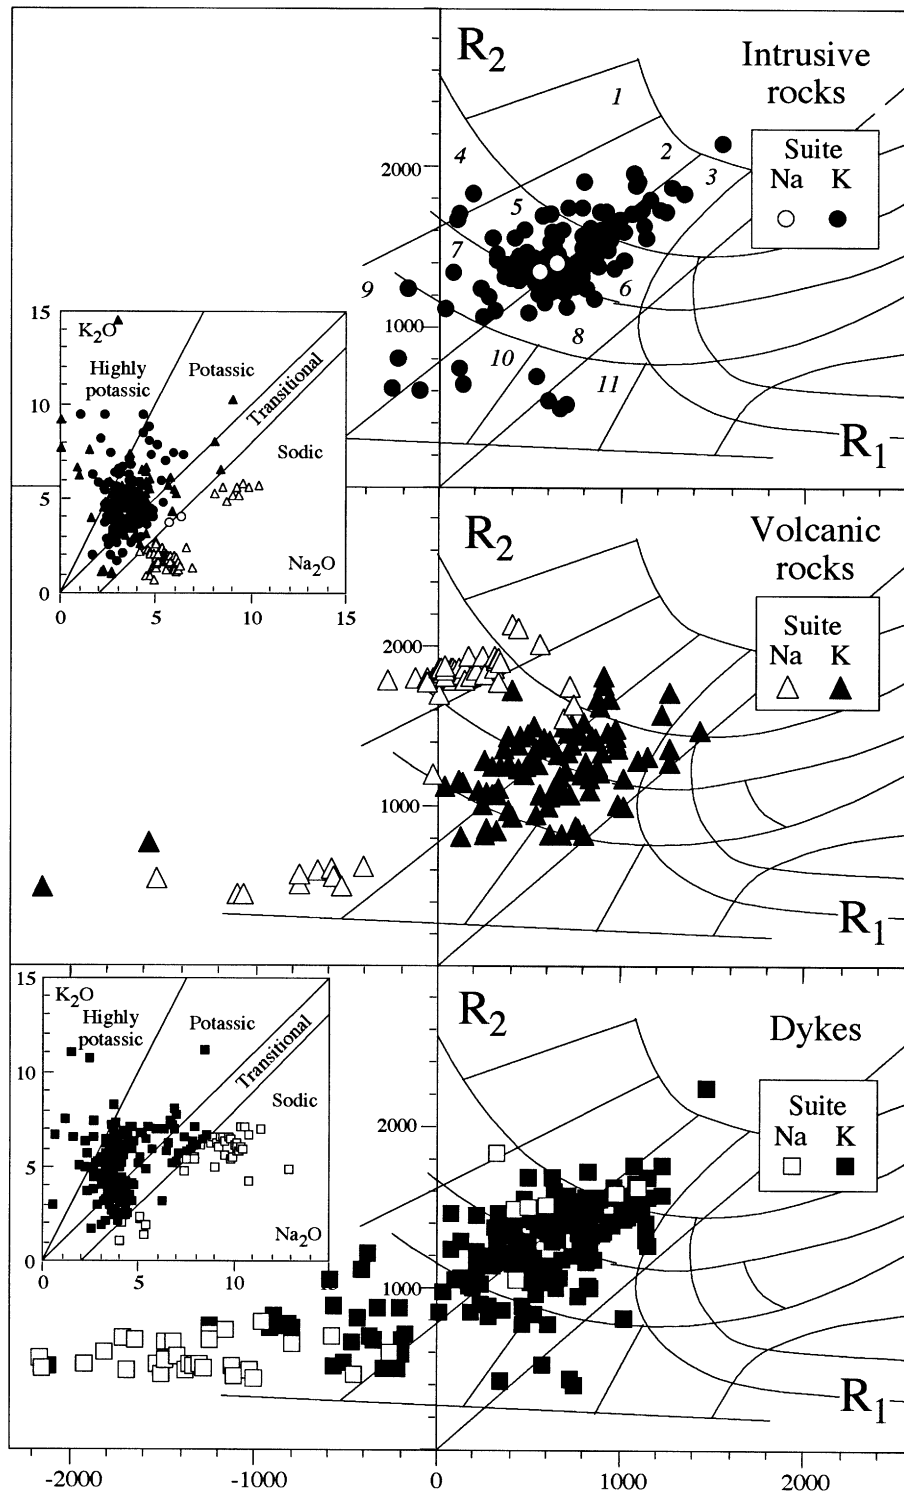 R2
Intrusive
rocks
1
2
3
4
5
6
7
8
9
10
11
Suite
Na K
2000
1000
R1
15
K2O
Highly
potassic
Potassic
Transitional
10
Sodic
5
Na2O
0
0 5 10 15
R2
Volcanic
rocks
Suite
Na K
2000
1000
R1
15
K2O
Highly
potassic
Potassic
Transitional
10
Sodic
5
Na2O
0
0 5 10
R2
Dykes
Suite
Na K
2000
1000
R1
-2000 -1000 0 1000 2000